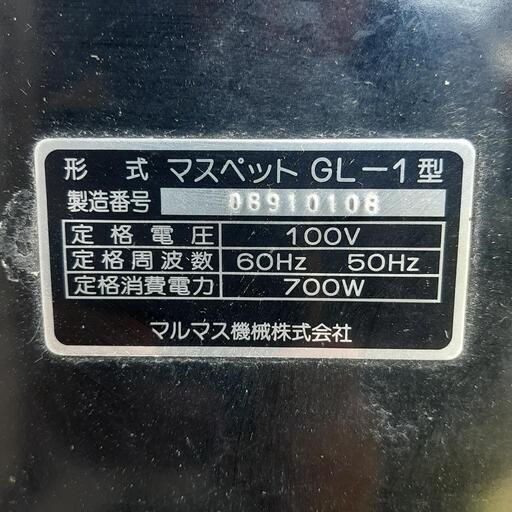 形式 マスペット GL-1型
製造番号 08910108
定格電圧 100V
定格周波数 60Hz 50Hz
定格消費電力 700W
マルマス機械株式会社